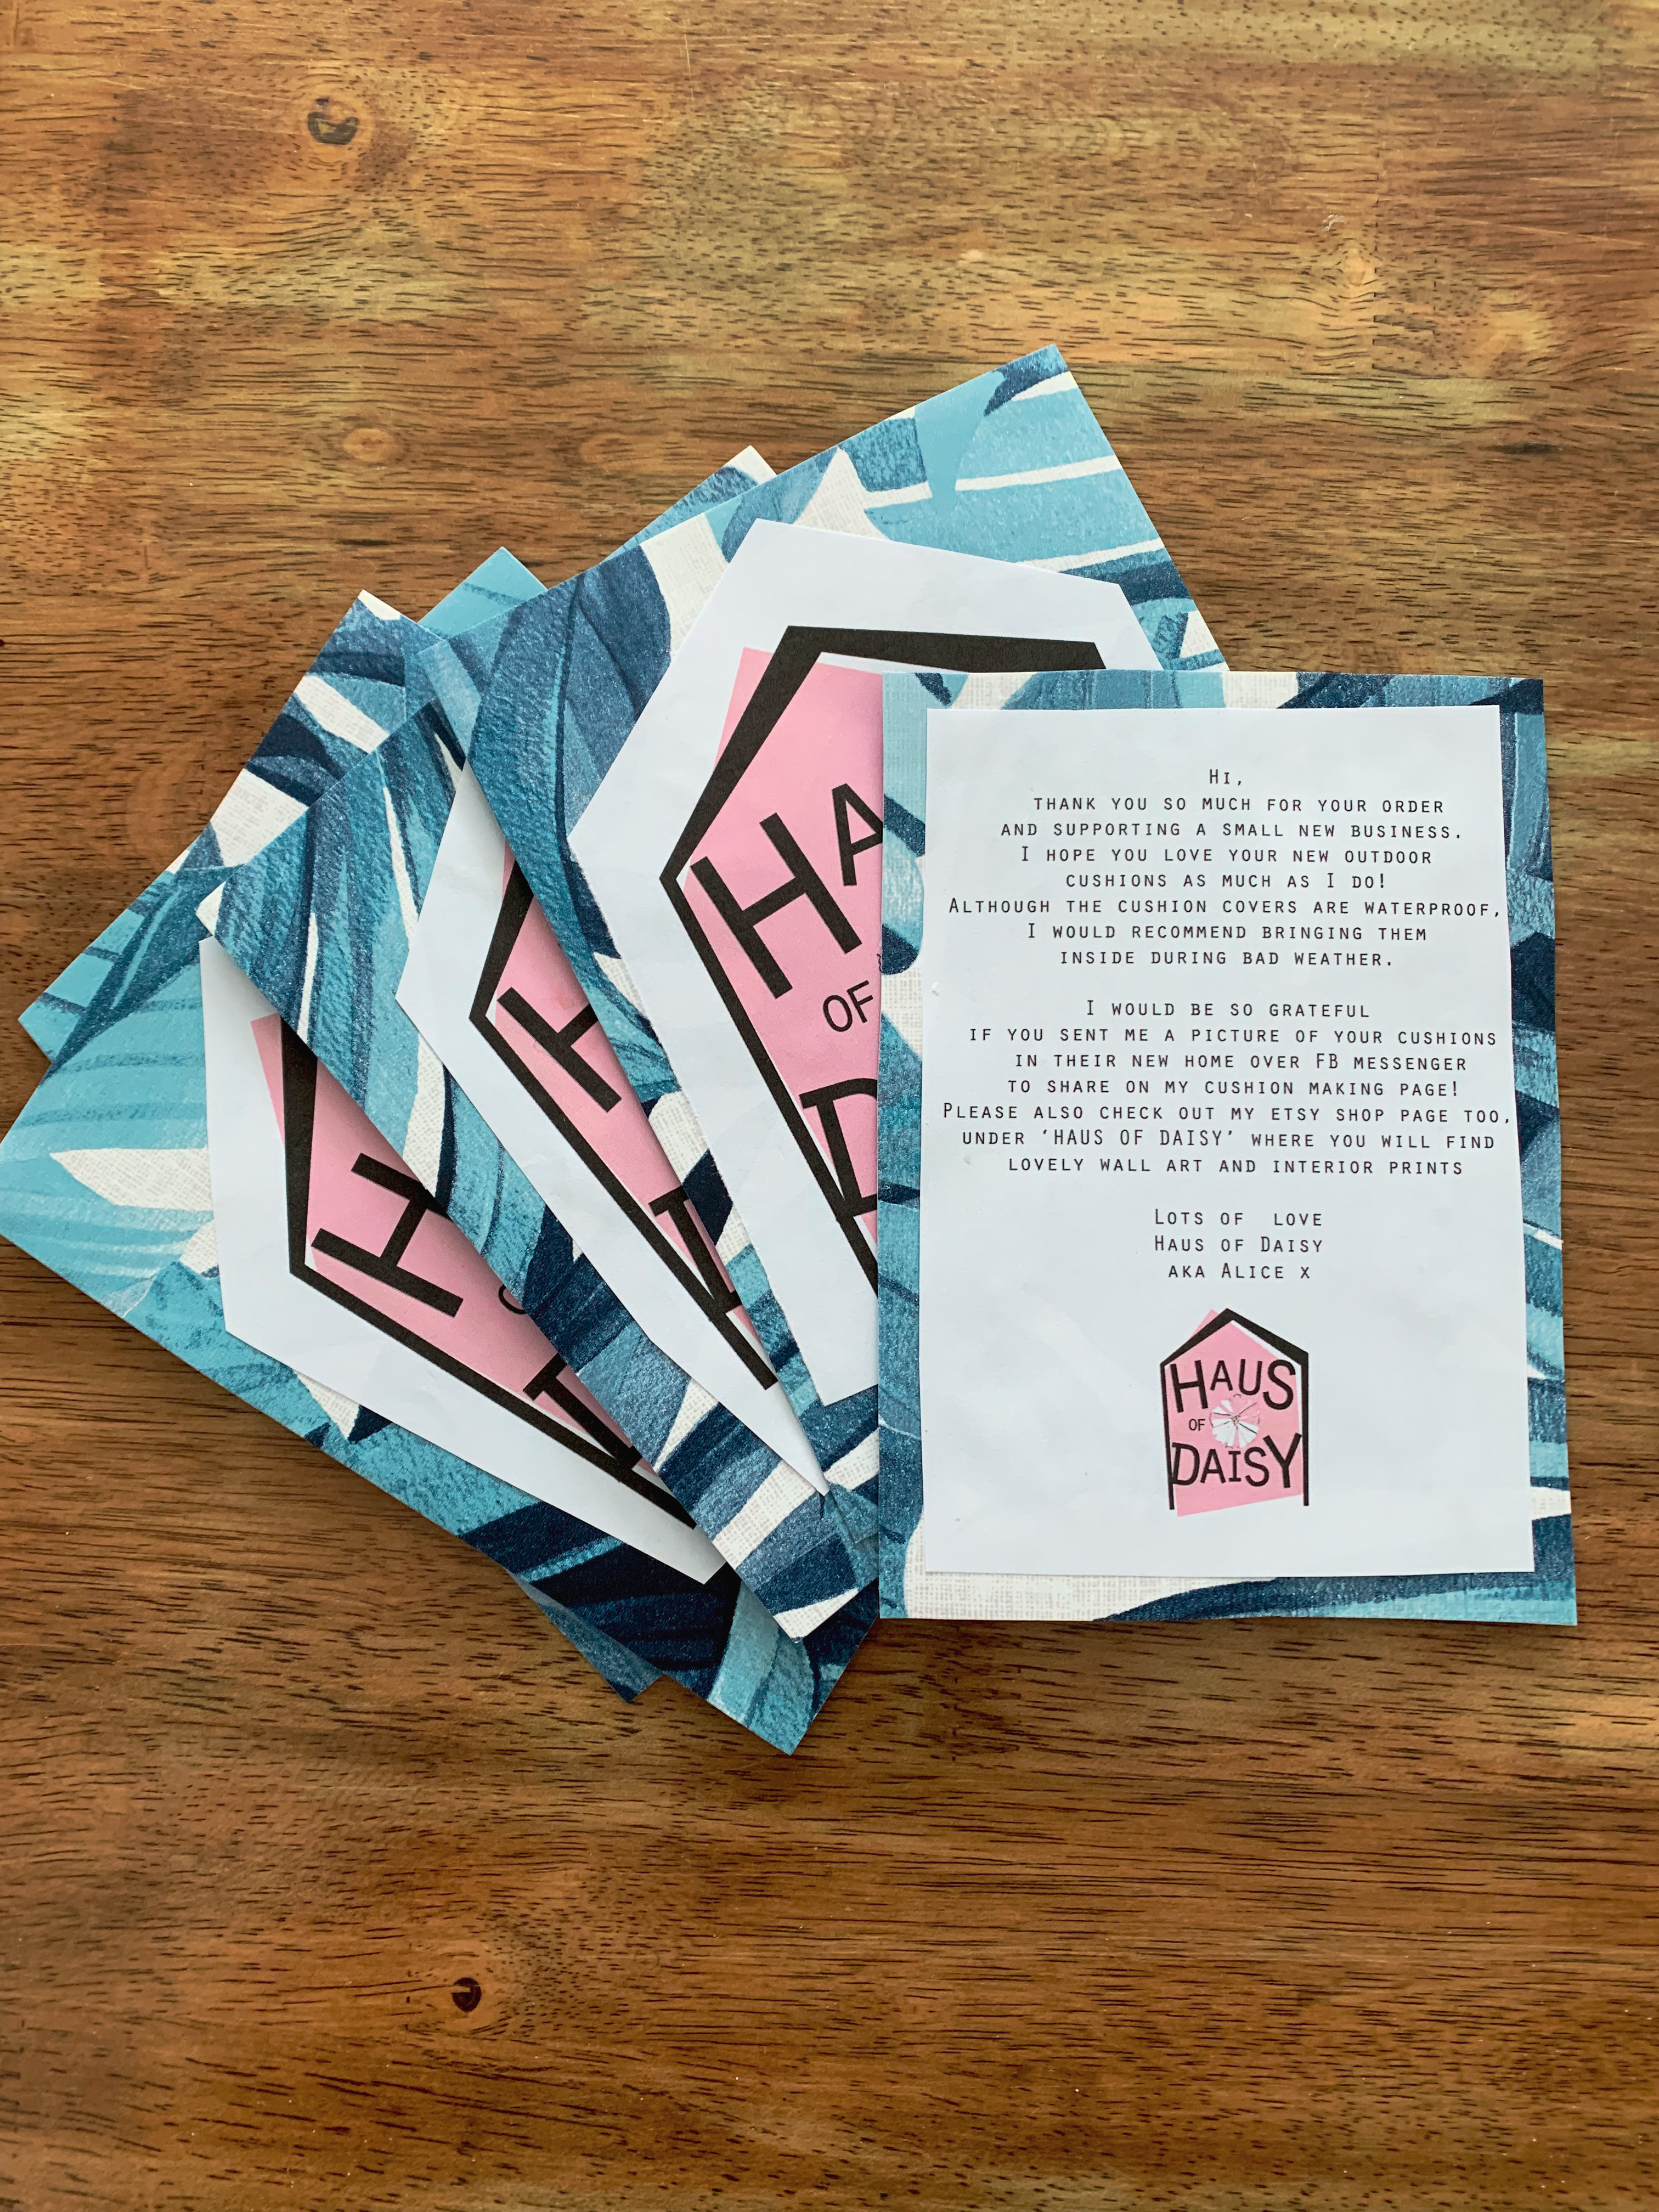 Hi,
thank you so much for your order
and supporting a small new business.
I hope you love your new outdoor
cushions as much as I do!
Although the cushion covers are waterproof,
I would recommend bringing them
inside during bad weather.
I would be so grateful
if you sent me a picture of your cushions
in their new home over FB messenger
to share on my cushion making page!
Please also check out my etsy shop page too,
under ‘HAUS OF DAISY’ where you will find
lovely wall art and interior prints
Lots of love
Haus of Daisy
aka Alice x
HAUS
OF
DAISY
HA
OF
D
H
D
H